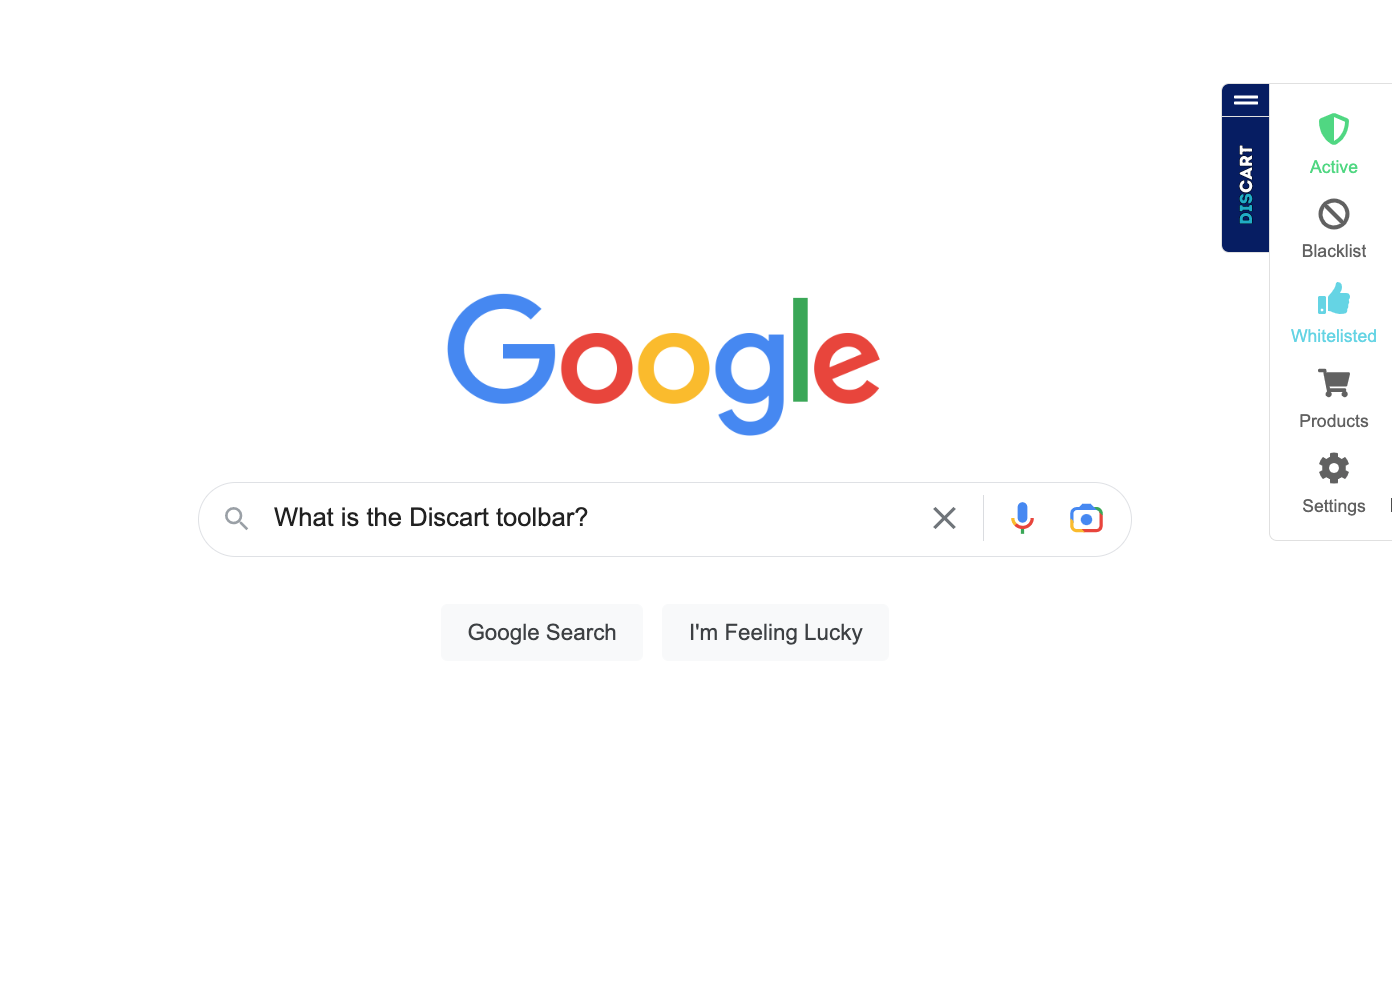 Google
What is the Discart toolbar?
Google Search
I'm Feeling Lucky
DISCART
Active
Blacklist
Whitelisted
Products
Settings